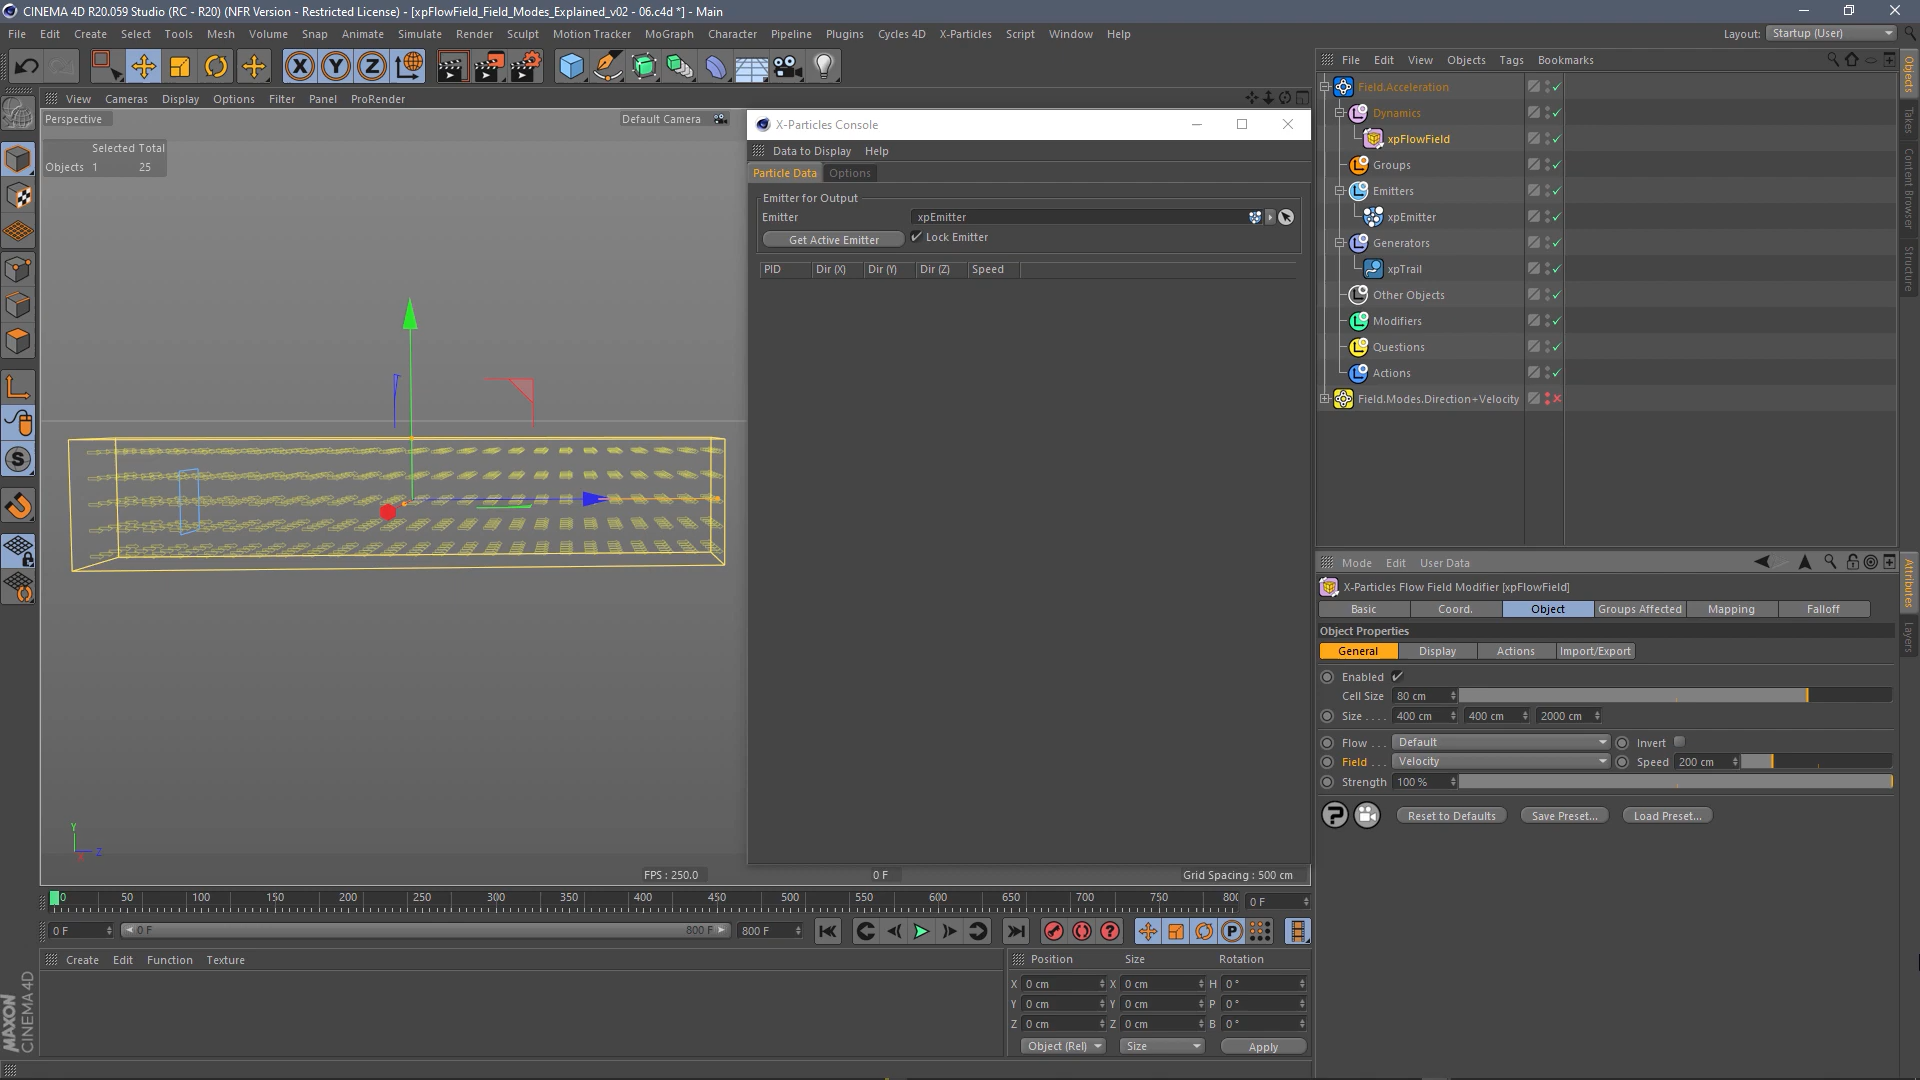 CINEMA 4D R20.059 Studio (RC - R20) (NFR Version - Restricted License) - [xpFlowField_Field_Modes_Explained_v02 - 06.c4d *] - Main
File Edit Create Select Tools Mesh Volume Snap Animate Simulate Render Sculpt Motion Tracker MoGraph Character Pipeline Plugins Cycles 4D X-Particles Script Window Help
Layout: Startup (User)
View Cameras Display Options Filter Panel ProRender
Perspective
Default Camera
Selected Total
Objects 1 25
Y
Z
X
FPS : 250.0
0 F
Grid Spacing : 500 cm
X-Particles Console
Data to Display Help
Particle Data Options
Emitter for Output
Emitter xpEmitter
Get Active Emitter Lock Emitter
PID Dir (X) Dir (Y) Dir (Z) Speed
File Edit View Objects Tags Bookmarks
Field.Acceleration
Dynamics
xpFlowField
Groups
Emitters
xpEmitter
Generators
xpTrail
Other Objects
Modifiers
Questions
Actions
Field.Modes.Direction+Velocity
Objects
Takes
Content Browser
Structure
Mode Edit User Data
X-Particles Flow Field Modifier [xpFlowField]
Basic Coord. Object Groups Affected Mapping Falloff
Object Properties
General Display Actions Import/Export
Enabled
Cell Size 80 cm
Size . . . . 400 cm 400 cm 2000 cm
Flow . . . Default Invert
Field . . . Velocity Speed 200 cm
Strength 100 %
Reset to Defaults Save Preset... Load Preset...
Attributes
Layers
0 50 100 150 200 250 300 350 400 450 500 550 600 650 700 750 800 0 F
0 F 0 F 800 F 800 F
Create Edit Function Texture
Position Size Rotation
X 0 cm X 0 cm H 0 °
Y 0 cm Y 0 cm P 0 °
Z 0 cm Z 0 cm B 0 °
Object (Rel) Size Apply
MAXON
CINEMA 4D